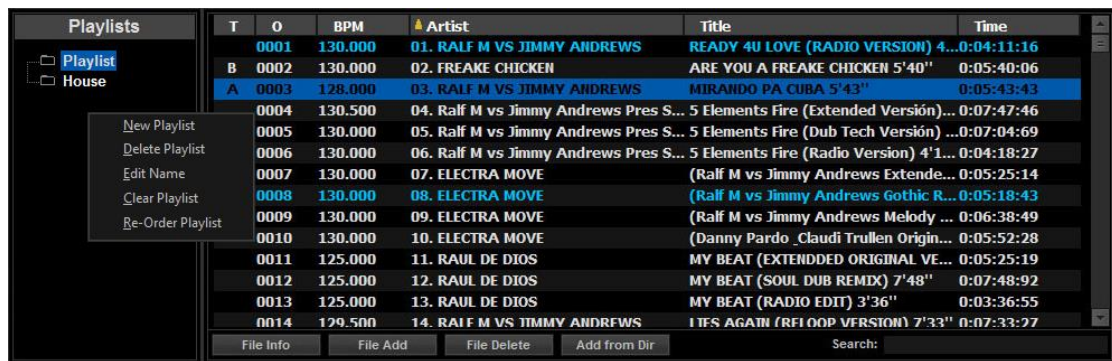 Playlists
Playlist
House
New Playlist
Delete Playlist
Edit Name
Clear Playlist
Re-Order Playlist
T O BPM Artist Title Time
0001 130.000 01. RALF M VS JIMMY ANDREWS READY 4U LOVE (RADIO VERSION) 4...0:04:11:16
B 0002 130.000 02. FREAKE CHICKEN ARE YOU A FREAKE CHICKEN 5'40'' 0:05:40:06
A 0003 128.000 03. RALF M VS JIMMY ANDREWS MIRANDO PA CUBA 5'43'' 0:05:43:43
0004 130.500 04. Ralf M vs Jimmy Andrews Pres S... 5 Elements Fire (Extended Versión)... 0:07:47:46
0005 130.000 05. Ralf M vs Jimmy Andrews Pres S... 5 Elements Fire (Dub Tech Versión) ...0:07:04:69
0006 130.000 06. Ralf M vs Jimmy Andrews Pres S... 5 Elements Fire (Radio Version) 4'1... 0:04:18:27
0007 130.000 07. ELECTRA MOVE (Ralf M vs Jimmy Andrews Extende... 0:05:25:14
0008 130.000 08. ELECTRA MOVE (Ralf M vs Jimmy Andrews Gothic R... 0:05:18:43
0009 130.000 09. ELECTRA MOVE (Ralf M vs Jimmy Andrews Melody ... 0:06:38:49
0010 130.000 10. ELECTRA MOVE (Danny Pardo _Claudi Trullen Origin... 0:05:52:28
0011 125.000 11. RAUL DE DIOS MY BEAT (EXTENDDED ORIGINAL VE... 0:05:25:19
0012 125.000 12. RAUL DE DIOS MY BEAT (SOUL DUB REMIX) 7'48'' 0:07:48:92
0013 125.000 13. RAUL DE DIOS MY BEAT (RADIO EDIT) 3'36'' 0:03:36:55
0014 129.500 14. RALF M VS JIMMY ANDREWS LIES AGAIN (RELOOP VERSION) 7'33'' 0:07:33:27
File Info File Add File Delete Add from Dir Search: